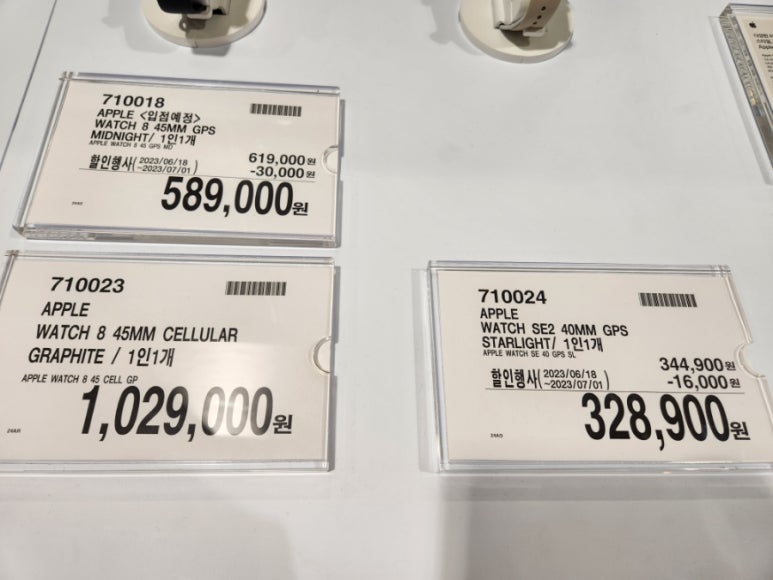 710018
APPLE <입점예정>
WATCH 8 45MM GPS
MIDNIGHT/ 1인1개
APPLE WATCH 8 45 GPS MD
619,000원
할인행사(2023/06/18 ~2023/07/01)
-30,000원
589,000원
710023
APPLE
WATCH 8 45MM CELLULAR
GRAPHITE / 1인1개
APPLE WATCH 8 45 CELL GP
1,029,000원
710024
APPLE
WATCH SE2 40MM GPS
STARLIGHT/ 1인1개
APPLE WATCH SE 40 GPS SL
344,900원
할인행사(2023/06/18 ~2023/07/01)
-16,000원
328,900원